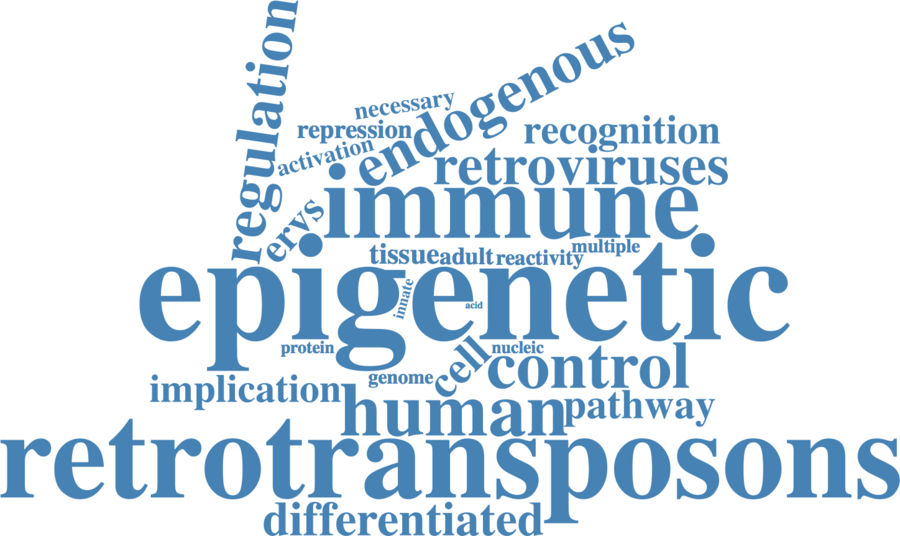 regulation
endogenous
necessary
repression
recognition
activation
retroviruses
immune
ervs
tissue
adult
reactivity
multiple
epigenetic
innate
acid
protein
nucleic
cell
control
genome
implication
human
pathway
retrotransposons
differentiated